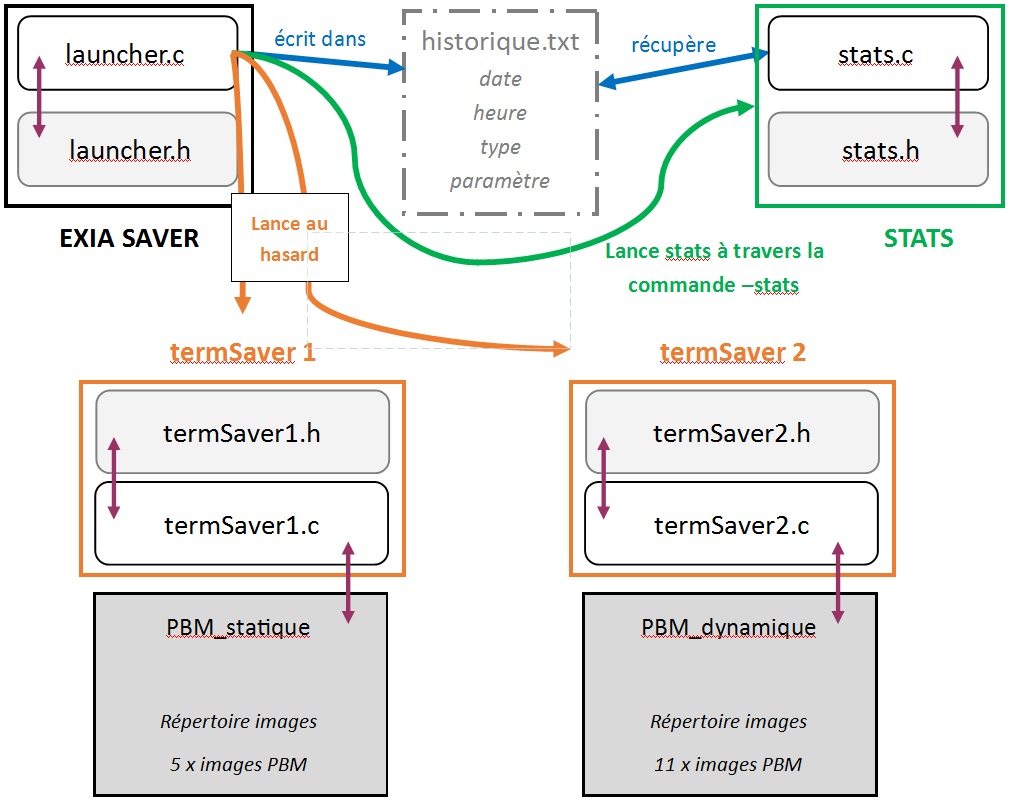 launcher.c
launcher.h
EXIA SAVER
écrit dans
historique.txt
date
heure
type
paramètre
récupère
stats.c
stats.h
STATS
Lance au
hasard
Lance stats à travers la
commande –stats
termSaver 1
termSaver1.h
termSaver1.c
PBM_statique
Répertoire images
5 x images PBM
termSaver 2
termSaver2.h
termSaver2.c
PBM_dynamique
Répertoire images
11 x images PBM